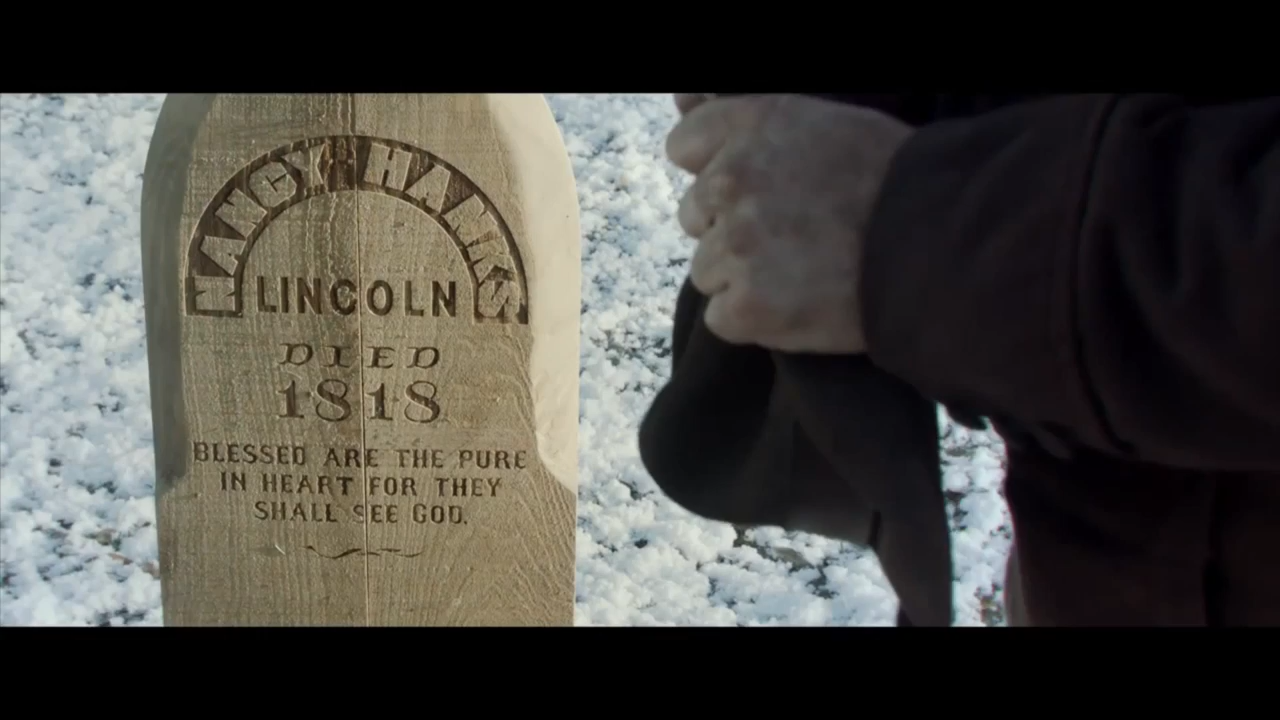 NANCY HANKS
LINCOLN
DIED
1818
BLESSED ARE THE PURE
IN HEART FOR THEY
SHALL SEE GOD.